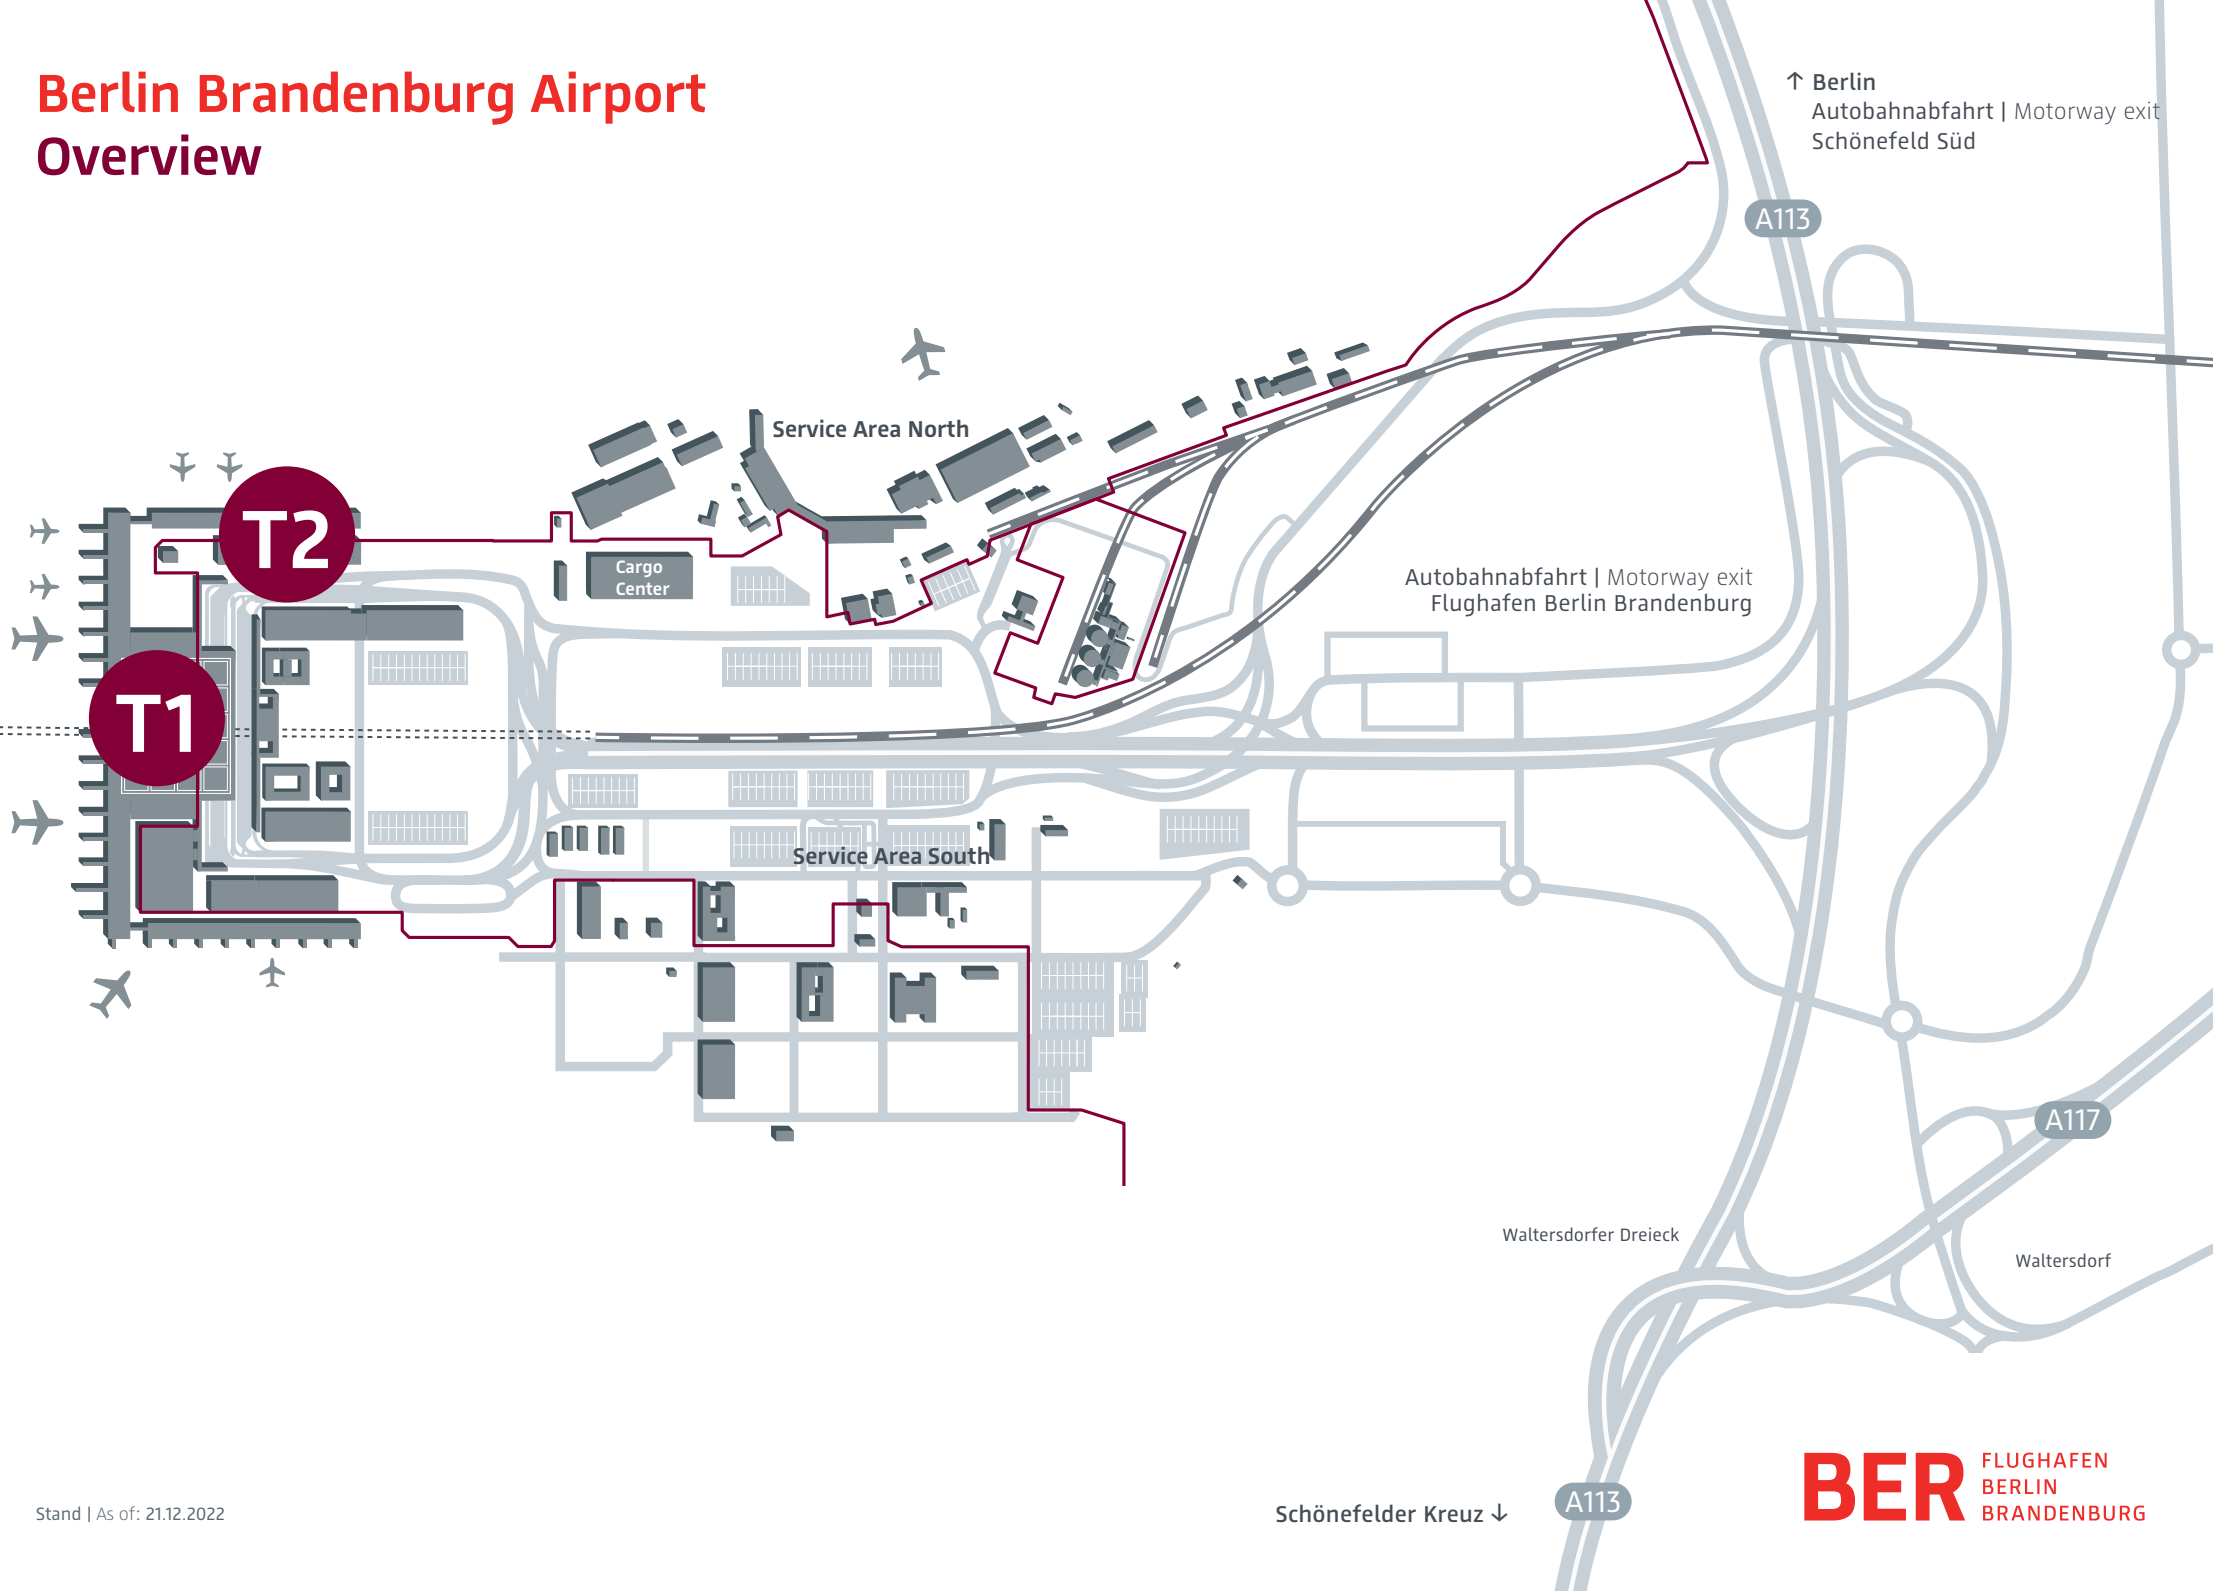 Berlin Brandenburg Airport
Overview
↑ Berlin
Autobahnabfahrt | Motorway exit
Schönefeld Süd
A113
Service Area North
T2
Cargo
Center
Autobahnabfahrt | Motorway exit
Flughafen Berlin Brandenburg
T1
Service Area South
A117
Waltersdorfer Dreieck
Waltersdorf
BER FLUGHAFEN
BERLIN
BRANDENBURG
A113
Schönefelder Kreuz ↓
Stand | As of: 21.12.2022